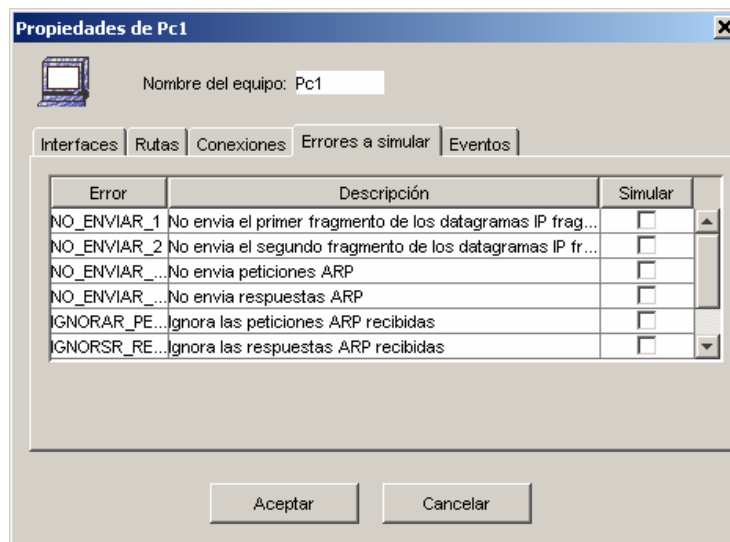 Propiedades de Pc1
Nombre del equipo: Pc1
Interfaces Rutas Conexiones Errores a simular Eventos
Error Descripción Simular
NO_ENVIAR_1 No envia el primer fragmento de los datagramas IP frag...
NO_ENVIAR_2 No envia el segundo fragmento de los datagramas IP fr...
NO_ENVIAR_... No envia peticiones ARP
NO_ENVIAR_... No envia respuestas ARP
IGNORAR_PE... Ignora las peticiones ARP recibidas
IGNORSR_RE... Ignora las respuestas ARP recibidas
Aceptar Cancelar